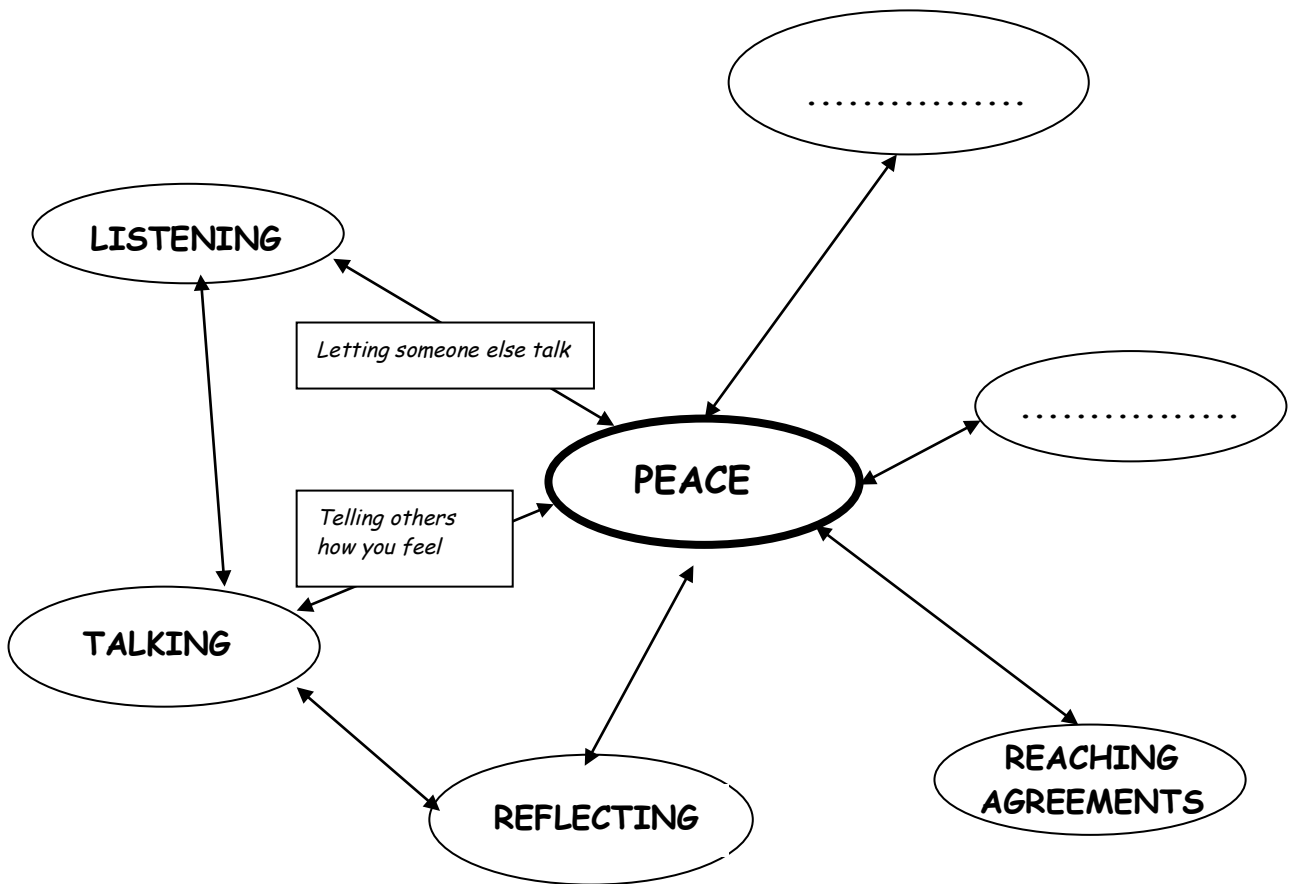 ................
LISTENING
Letting someone else talk
................
PEACE
Telling others
how you feel
TALKING
REACHING
AGREEMENTS
REFLECTING